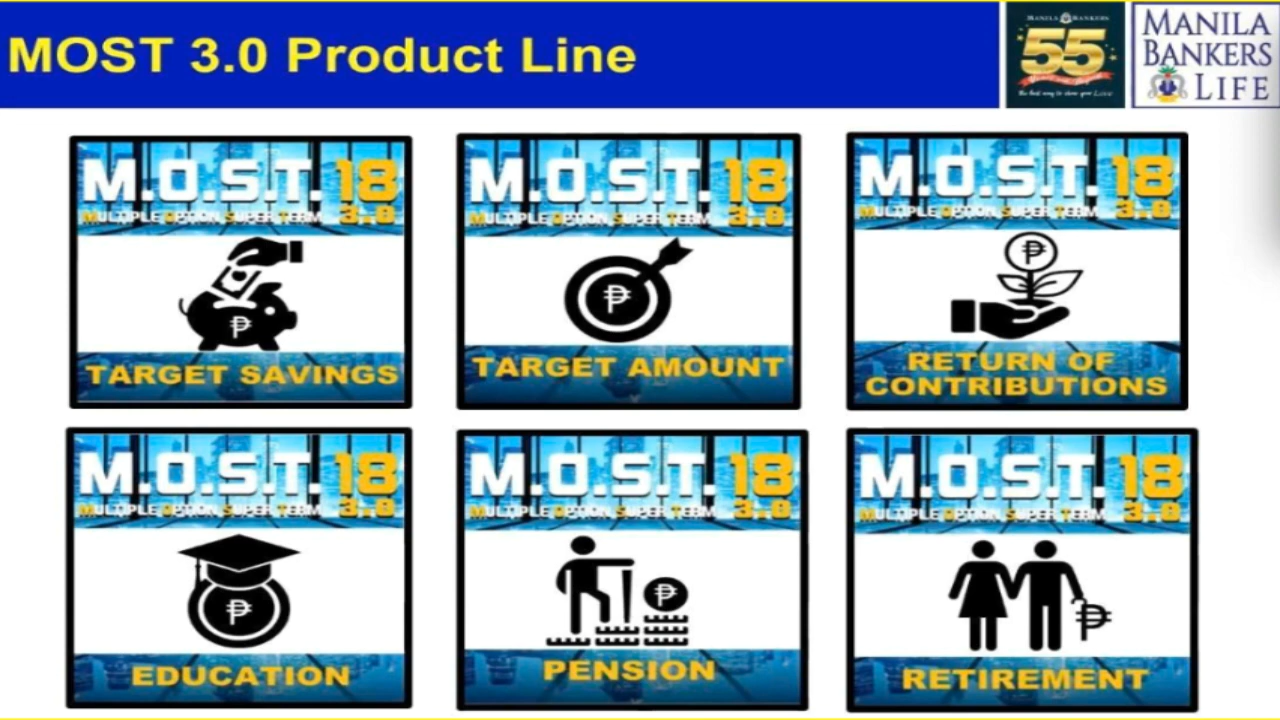 MOST 3.0 Product Line
MANILA BANKERS
55
MANILA
BANKERS
LIFE
M.O.S.T. 18
MULTIPLE OPTION SUPER TERM 3.0
TARGET SAVINGS
M.O.S.T. 18
MULTIPLE OPTION SUPER TERM 3.0
TARGET AMOUNT
M.O.S.T. 18
MULTIPLE OPTION SUPER TERM 3.0
RETURN OF
CONTRIBUTIONS
M.O.S.T. 18
MULTIPLE OPTION SUPER TERM 3.0
EDUCATION
M.O.S.T. 18
MULTIPLE OPTION SUPER TERM 3.0
PENSION
M.O.S.T. 18
MULTIPLE OPTION SUPER TERM 3.0
RETIREMENT